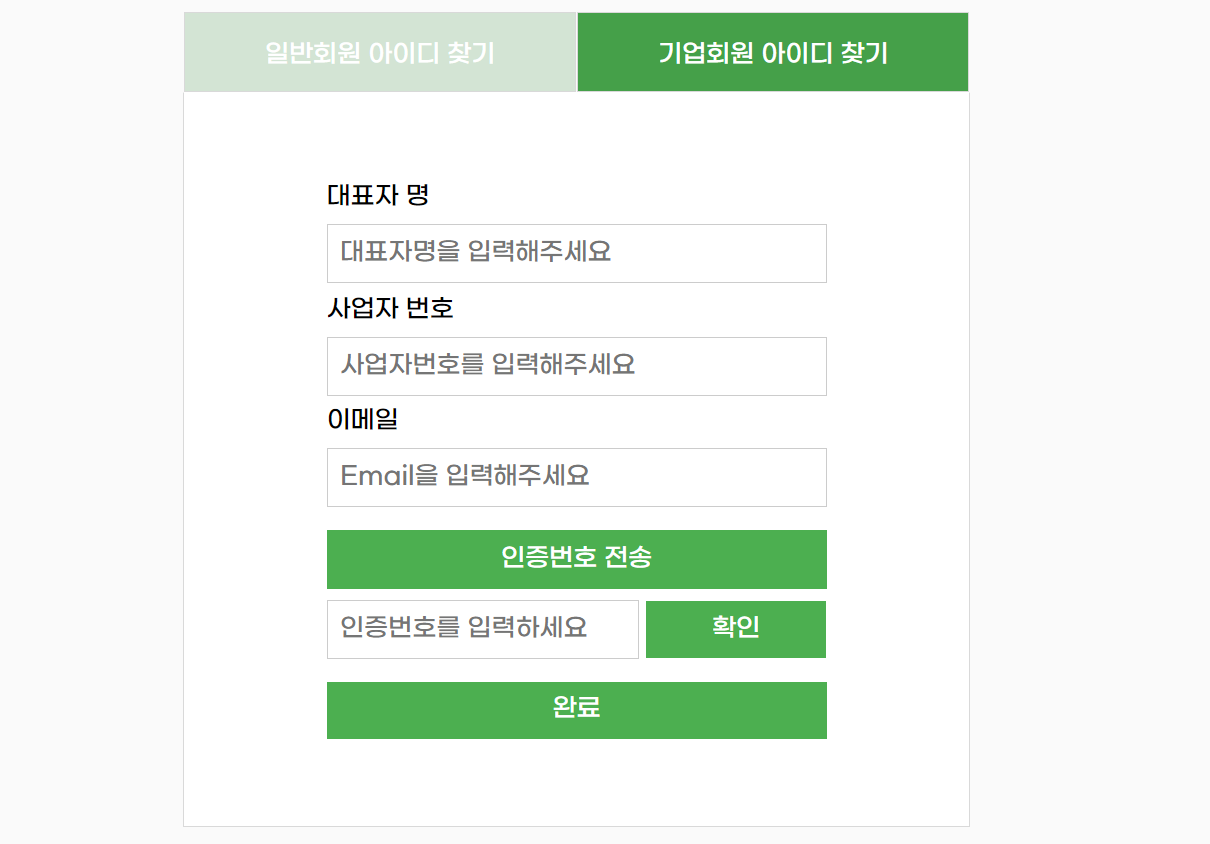 일반회원 아이디 찾기 기업회원 아이디 찾기
대표자 명
대표자명을 입력해주세요
사업자 번호
사업자번호를 입력해주세요
이메일
Email을 입력해주세요
인증번호 전송
인증번호를 입력하세요 확인
완료